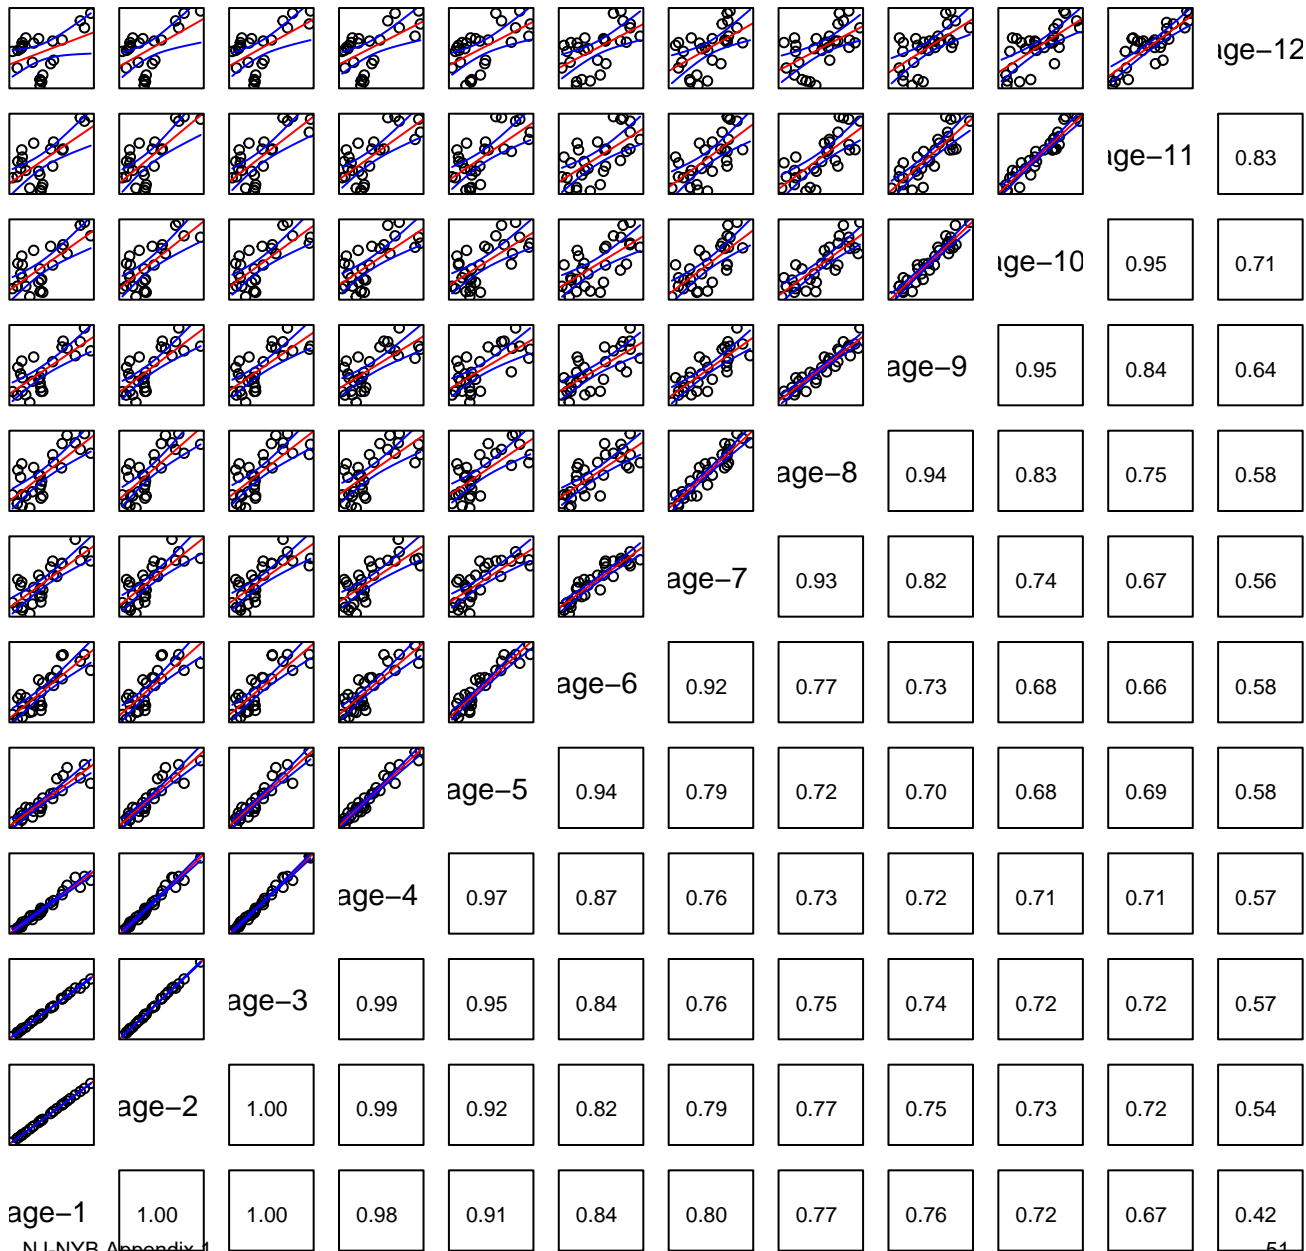 age−12
age−11 0.83
age−10 0.95 0.71
age−9 0.95 0.84 0.64
age−8 0.94 0.83 0.75 0.58
age−7 0.93 0.82 0.74 0.67 0.56
age−6 0.92 0.77 0.73 0.68 0.66 0.58
age−5 0.94 0.79 0.72 0.70 0.68 0.69 0.58
age−4 0.97 0.87 0.76 0.73 0.72 0.71 0.71 0.57
age−3 0.99 0.95 0.84 0.76 0.75 0.74 0.72 0.72 0.57
age−2 1.00 0.99 0.92 0.82 0.79 0.77 0.75 0.73 0.72 0.54
age−1 1.00 1.00 0.98 0.91 0.84 0.80 0.77 0.76 0.72 0.67 0.42
NJ-NYB Appendix 4 51